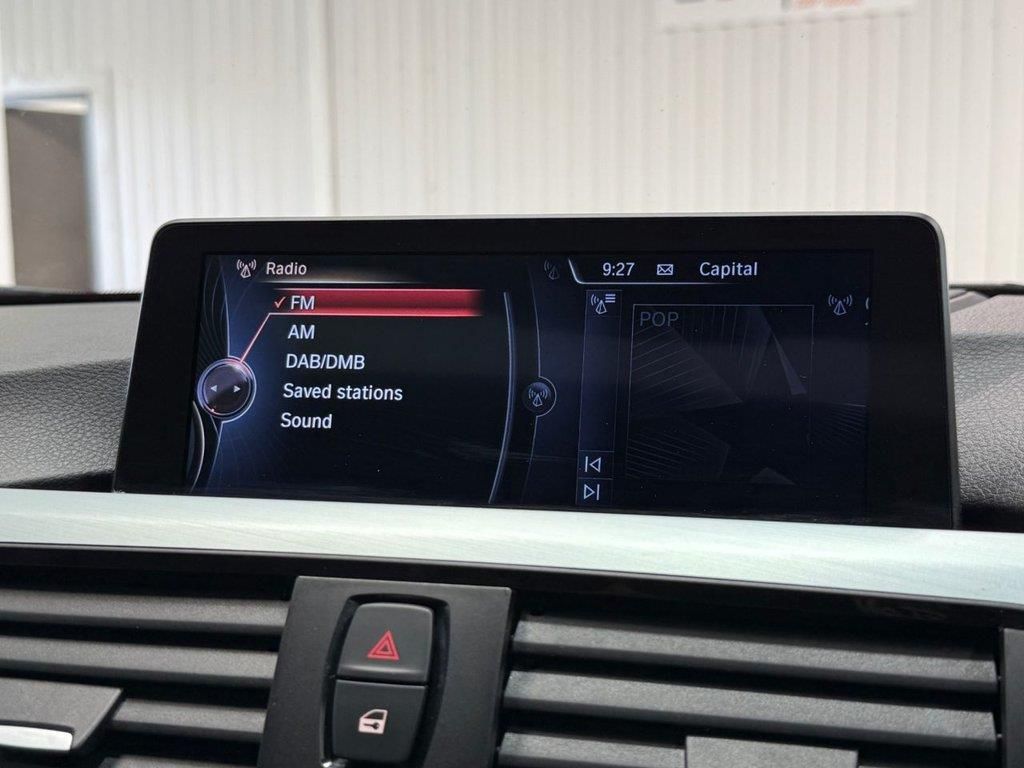 Radio
9:27 Capital
FM
AM
DAB/DMB
Saved stations
Sound
POP